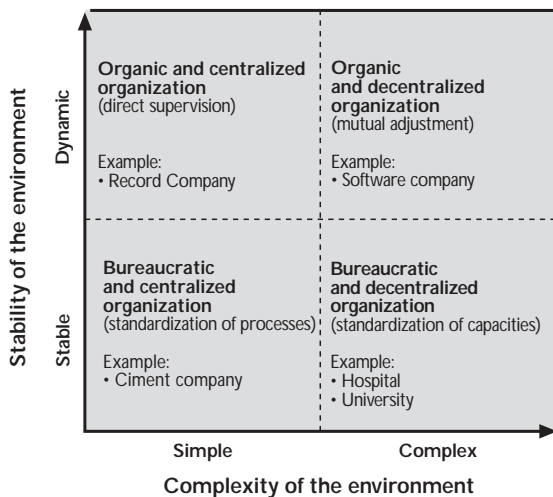 Stability of the environment
Dynamic
Organic and centralized
organization
(direct supervision)
Example:
• Record Company
Organic
and decentralized
organization
(mutual adjustment)
Example:
• Software company
Stable
Bureaucratic
and centralized
organization
(standardization of processes)
Example:
• Ciment company
Bureaucratic
and decentralized
organization
(standardization of capacities)
Example:
• Hospital
• University
Simple
Complex
Complexity of the environment